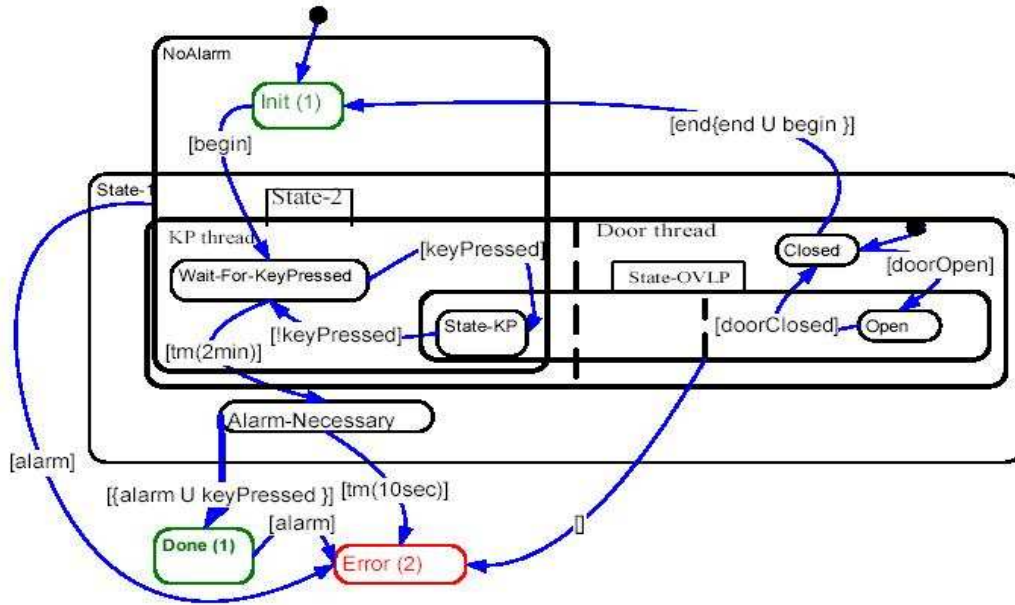 NoAlarm
Init (1)
[end{end U begin }]
[begin]
State-1
State-2
KP thread
Door thread
[keyPressed]
Closed
Wait-For-KeyPressed
State-OVLP
[doorOpen]
[!keyPressed]
State-KP
[doorClosed]
Open
[tm(2min)]
Alarm-Necessary
[alarm]
[{alarm U keyPressed }]
[tm(10sec)]
[alarm]
[]
Done (1)
Error (2)